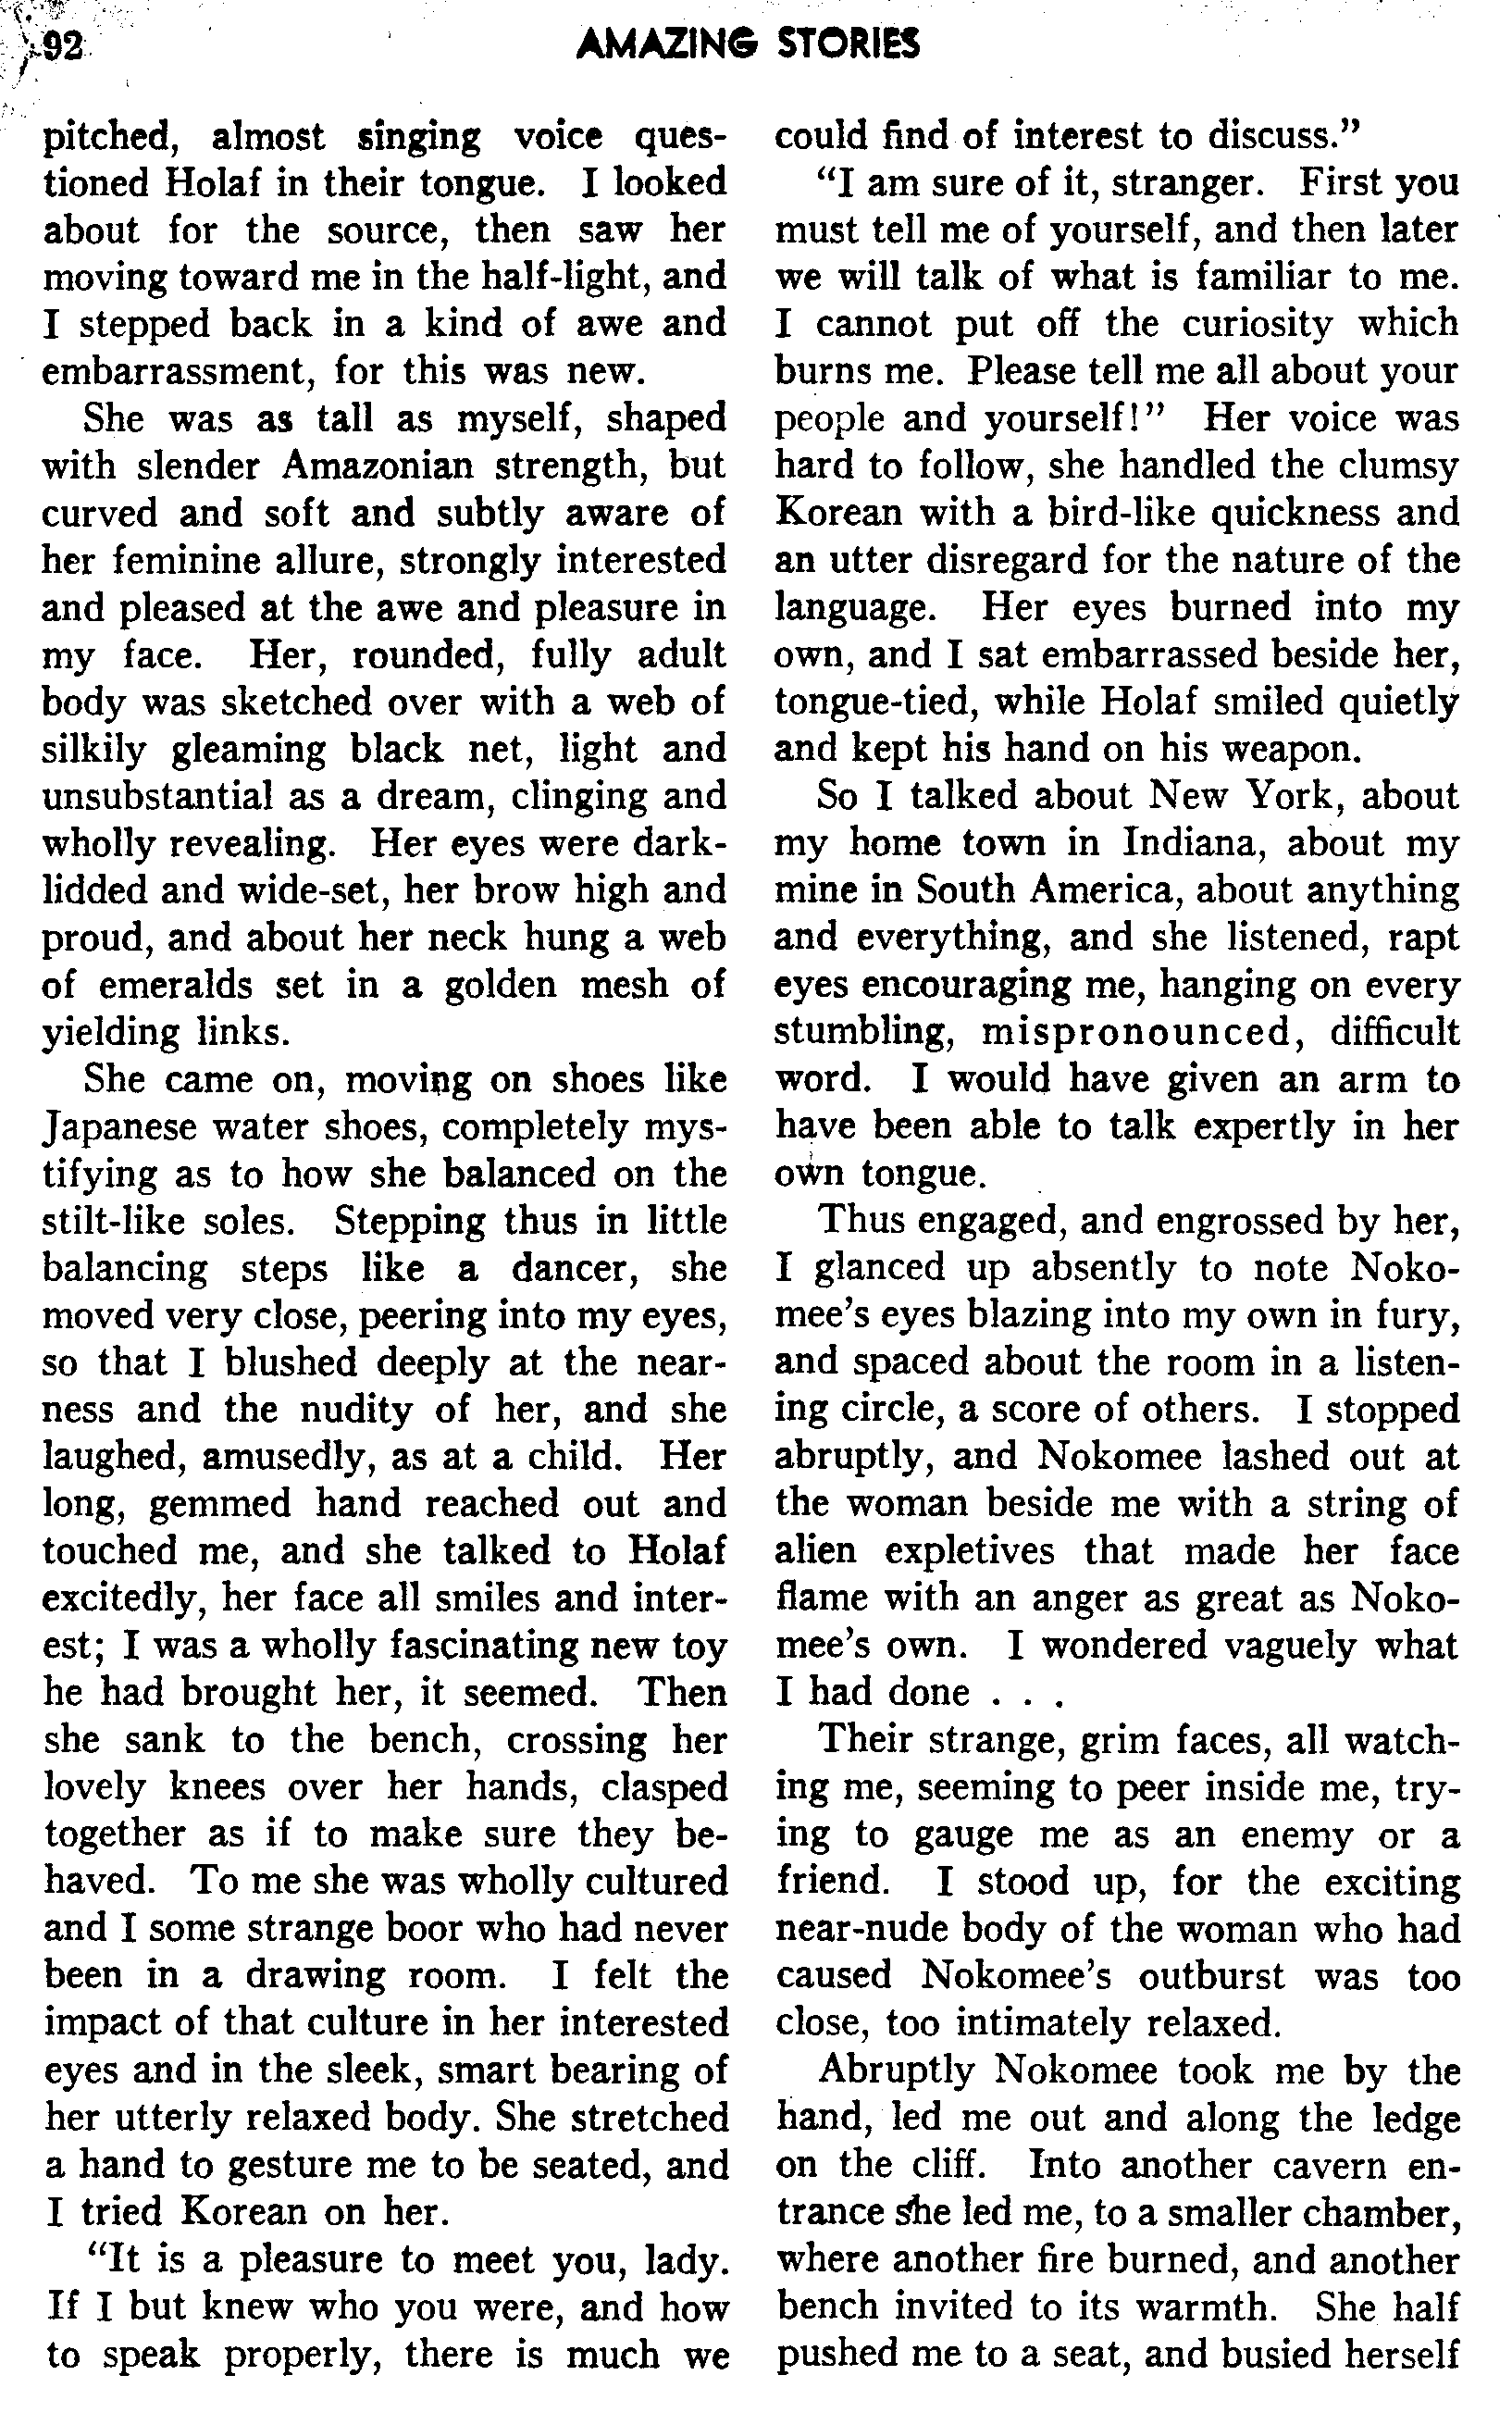 92
AMAZING STORIES
pitched, almost singing voice ques-
tioned Holaf in their tongue. I looked
about for the source, then saw her
moving toward me in the half-light, and
I stepped back in a kind of awe and
embarrassment, for this was new.
She was as tall as myself, shaped
with slender Amazonian strength, but
curved and soft and subtly aware of
her feminine allure, strongly interested
and pleased at the awe and pleasure in
my face. Her, rounded, fully adult
body was sketched over with a web of
silkily gleaming black net, light and
unsubstantial as a dream, clinging and
wholly revealing. Her eyes were dark-
lidded and wide-set, her brow high and
proud, and about her neck hung a web
of emeralds set in a golden mesh of
yielding links.
She came on, moving on shoes like
Japanese water shoes, completely mys-
tifying as to how she balanced on the
stilt-like soles. Stepping thus in little
balancing steps like a dancer, she
moved very close, peering into my eyes,
so that I blushed deeply at the near-
ness and the nudity of her, and she
laughed, amusedly, as at a child. Her
long, gemmed hand reached out and
touched me, and she talked to Holaf
excitedly, her face all smiles and inter-
est; I was a wholly fascinating new toy
he had brought her, it seemed. Then
she sank to the bench, crossing her
lovely knees over her hands, clasped
together as if to make sure they be-
haved. To me she was wholly cultured
and I some strange boor who had never
been in a drawing room. I felt the
impact of that culture in her interested
eyes and in the sleek, smart bearing of
her utterly relaxed body. She stretched
a hand to gesture me to be seated, and
I tried Korean on her.
“It is a pleasure to meet you, lady.
If I but knew who you were, and how
to speak properly, there is much we
could find of interest to discuss.”
“I am sure of it, stranger. First you
must tell me of yourself, and then later
we will talk of what is familiar to me.
I cannot put off the curiosity which
burns me. Please tell me all about your
people and yourself!” Her voice was
hard to follow, she handled the clumsy
Korean with a bird-like quickness and
an utter disregard for the nature of the
language. Her eyes burned into my
own, and I sat embarrassed beside her,
tongue-tied, while Holaf smiled quietly
and kept his hand on his weapon.
So I talked about New York, about
my home town in Indiana, about my
mine in South America, about anything
and everything, and she listened, rapt
eyes encouraging me, hanging on every
stumbling, mispronounced, difficult
word. I would have given an arm to
have been able to talk expertly in her
own tongue.
Thus engaged, and engrossed by her,
I glanced up absently to note Noko-
mee’s eyes blazing into my own in fury,
and spaced about the room in a listen-
ing circle, a score of others. I stopped
abruptly, and Nokomee lashed out at
the woman beside me with a string of
alien expletives that made her face
flame with an anger as great as Noko-
mee’s own. I wondered vaguely what
I had done . . .
Their strange, grim faces, all watch-
ing me, seeming to peer inside me, try-
ing to gauge me as an enemy or a
friend. I stood up, for the exciting
near-nude body of the woman who had
caused Nokomee’s outburst was too
close, too intimately relaxed.
Abruptly Nokomee took me by the
hand, led me out and along the ledge
on the cliff. Into another cavern en-
trance she led me, to a smaller chamber,
where another fire burned, and another
bench invited to its warmth. She half
pushed me to a seat, and busied herself